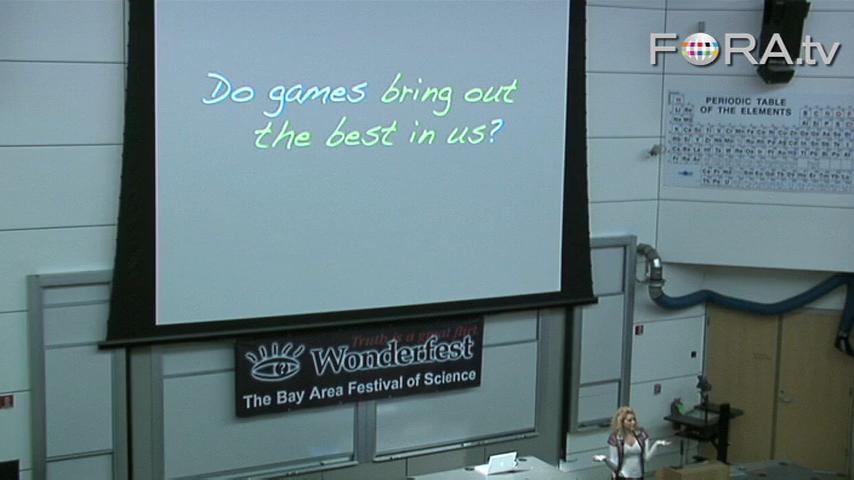 Do games bring out
the best in us?
FORA.tv
PERIODIC TABLE
OF THE ELEMENTS
Truth is a great flirt
Wonderfest
The Bay Area Festival of Science